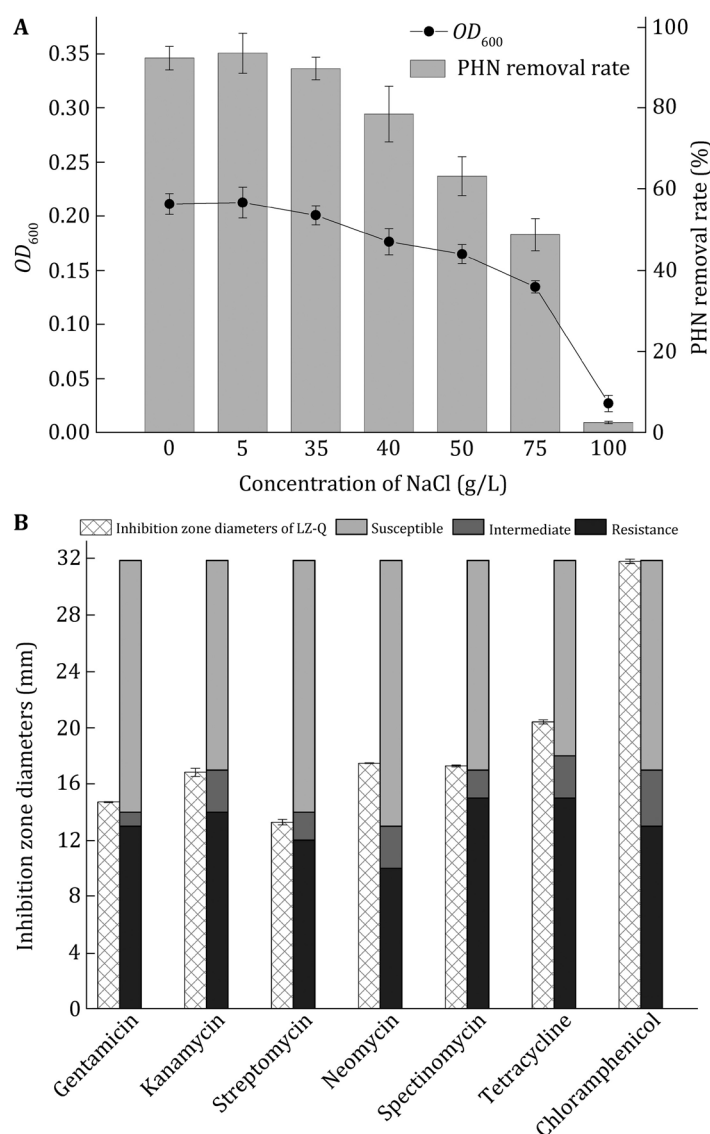 A
OD600
PHN removal rate
0.35
0.30
0.25
0.20
0.15
0.10
0.05
0.00
OD600
100
80
60
40
20
0
PHN removal rate (%)
0 5 35 40 50 75 100
Concentration of NaCl (g/L)
B
Inhibition zone diameters of LZ-Q Susceptible Intermediate Resistance
32
28
24
20
16
12
8
4
0
Inhibition zone diameters (mm)
Gentamicin
Kanamycin
Streptomycin
Neomycin
Spectinomycin
Tetracycline
Chloramphenicol